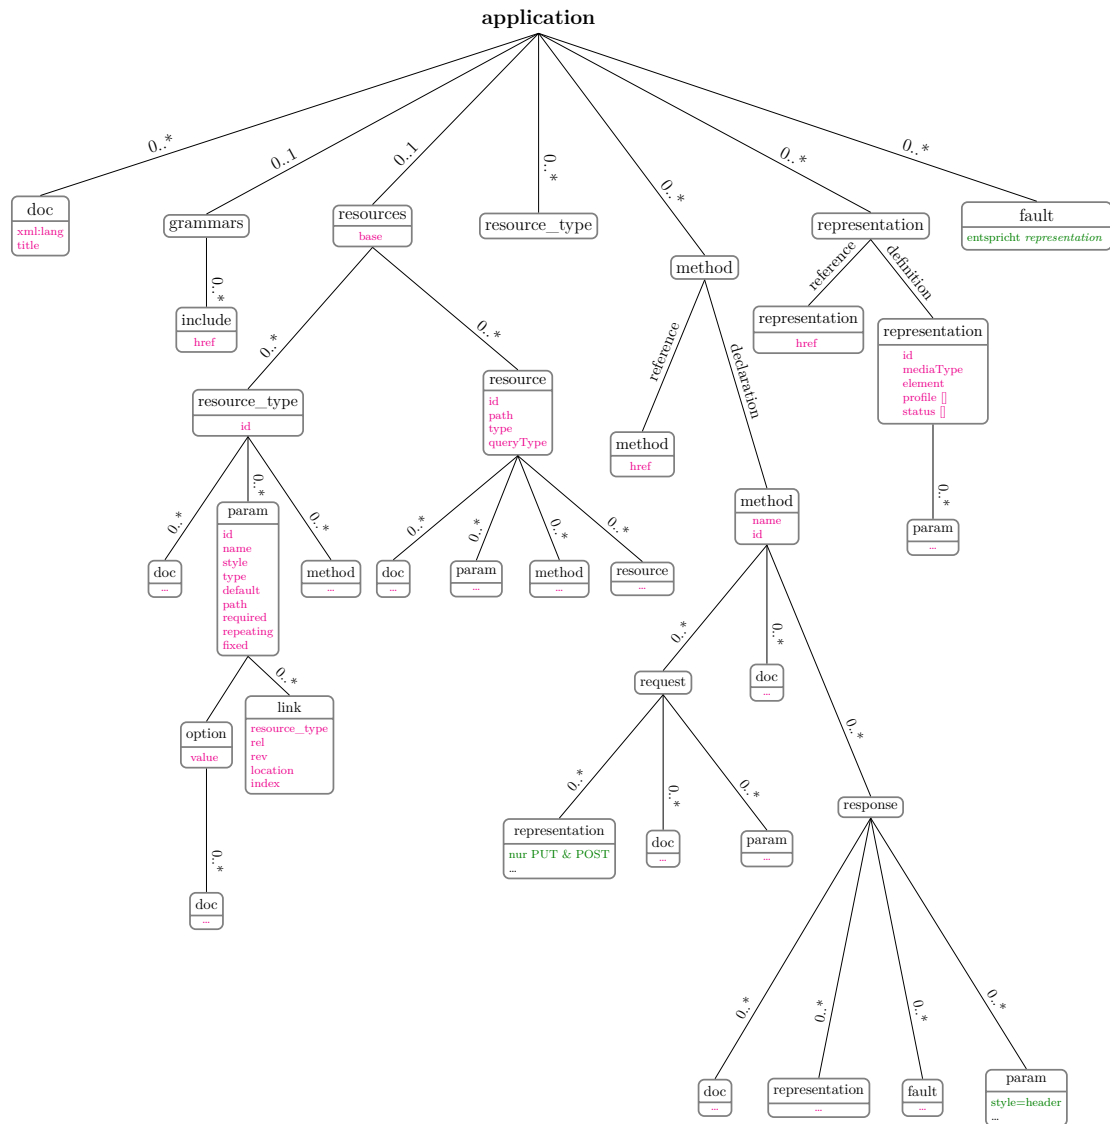 application
0..*
0..1
0..1
0..*
0..*
0..*
0..*
doc
xml:lang
title
grammars
0..*
include
href
resources
base
0..*
0..*
resource_type
method
reference
declaration
representation
reference
definition
fault
entspricht representation
representation
href
representation
id
mediaType
element
profile []
status []
0..*
param
...
resource_type
id
0..*
0..*
0..*
resource
id
path
type
queryType
0..*
0..*
0..*
0..*
method
href
method
name
id
0..*
0..*
0..*
doc
...
param
id
name
style
type
default
path
required
repeating
fixed
method
...
doc
...
param
...
method
...
resource
...
0..*
option
value
0..*
doc
...
link
resource_type
rel
rev
location
index
request
0..*
0..*
0..*
doc
...
representation
nur PUT & POST
...
doc
...
param
...
response
0..*
0..*
0..*
0..*
doc
...
representation
...
fault
...
param
style=header
...